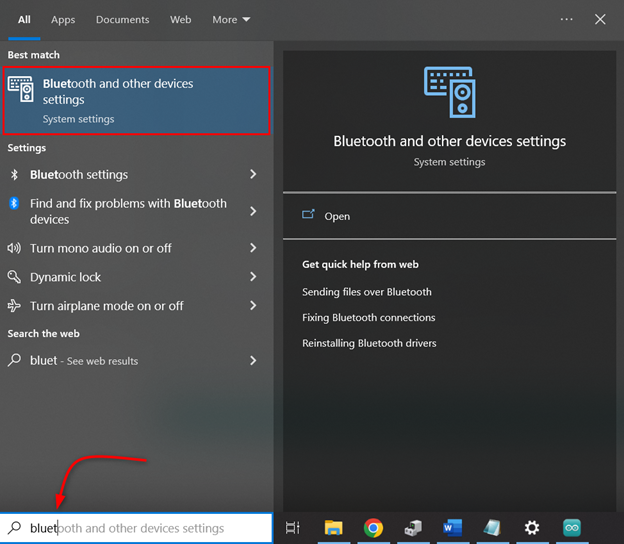 All Apps Documents Web More
Best match
Bluetooth and other devices
settings
System settings
Settings
Bluetooth settings
Find and fix problems with Bluetooth
devices
Turn mono audio on or off
Dynamic lock
Turn airplane mode on or off
Search the web
bluet - See web results
Bluetooth and other devices settings
System settings
Open
Get quick help from web
Sending files over Bluetooth
Fixing Bluetooth connections
Reinstalling Bluetooth drivers
bluetooth and other devices settings